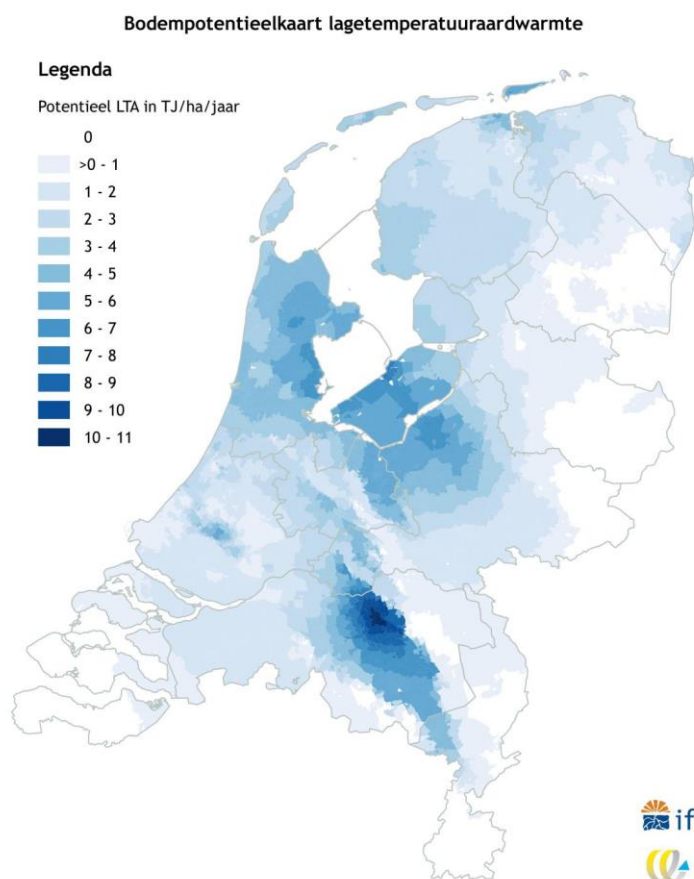 Bodempotentieelkaart lagetemperatuuraardwarmte
Legenda
Potentieel LTA in TJ/ha/jaar
0
>0 - 1
1 - 2
2 - 3
3 - 4
4 - 5
5 - 6
6 - 7
7 - 8
8 - 9
9 - 10
10 - 11
if